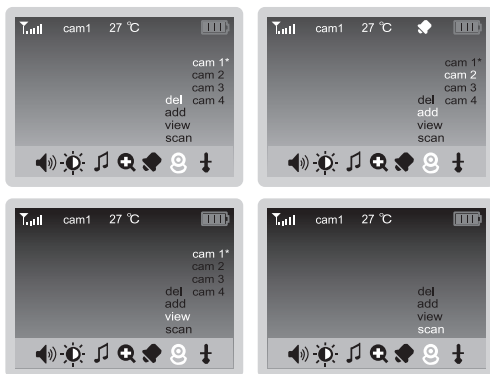 cam1 27 ℃
cam 1*
cam 2
cam 3
del cam 4
add
view
scan
cam1 27 ℃
cam 1*
cam 2
cam 3
del cam 4
add
view
scan
cam1 27 ℃
cam 1*
cam 2
cam 3
del cam 4
add
view
scan
cam1 27 ℃
del
add
view
scan